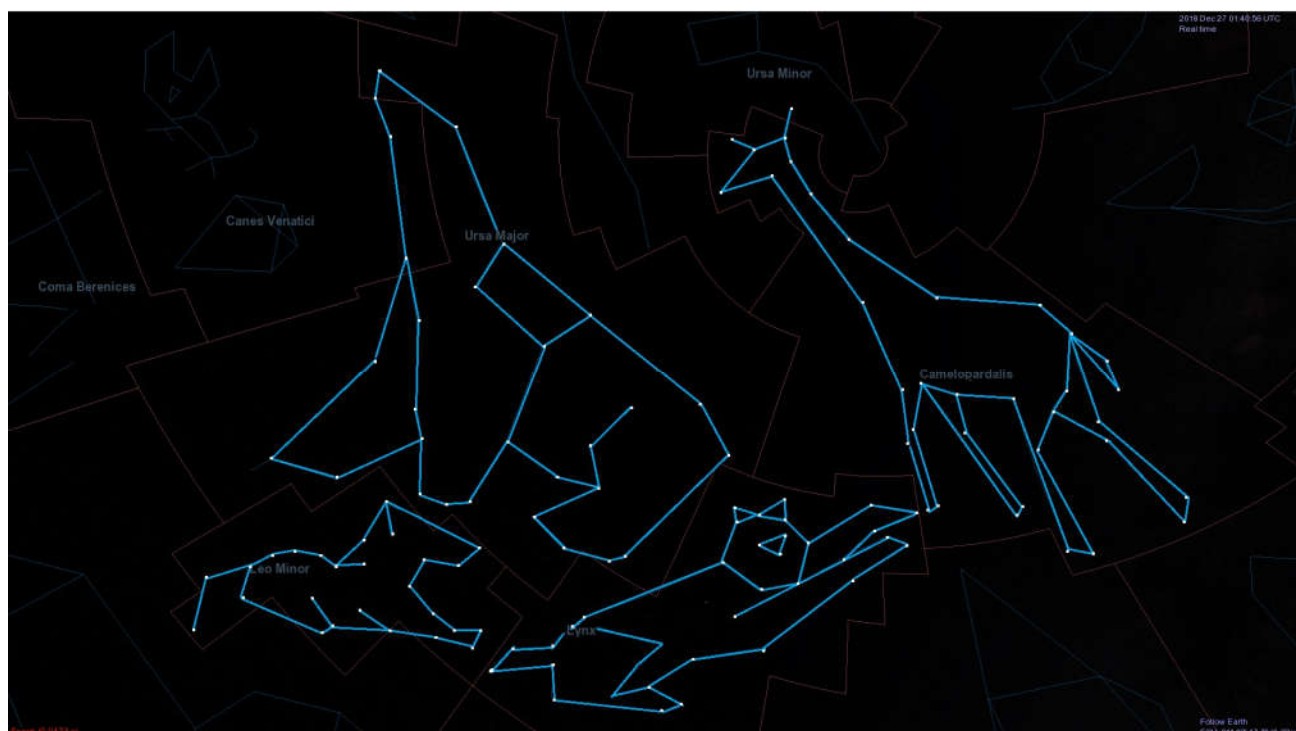 2018 Dec 27 01:40:56 UTC
Real time
Ursa Minor
Canes Venatici
Ursa Major
Coma Berenices
Camelopardalis
Leo Minor
Lynx
Follow Earth